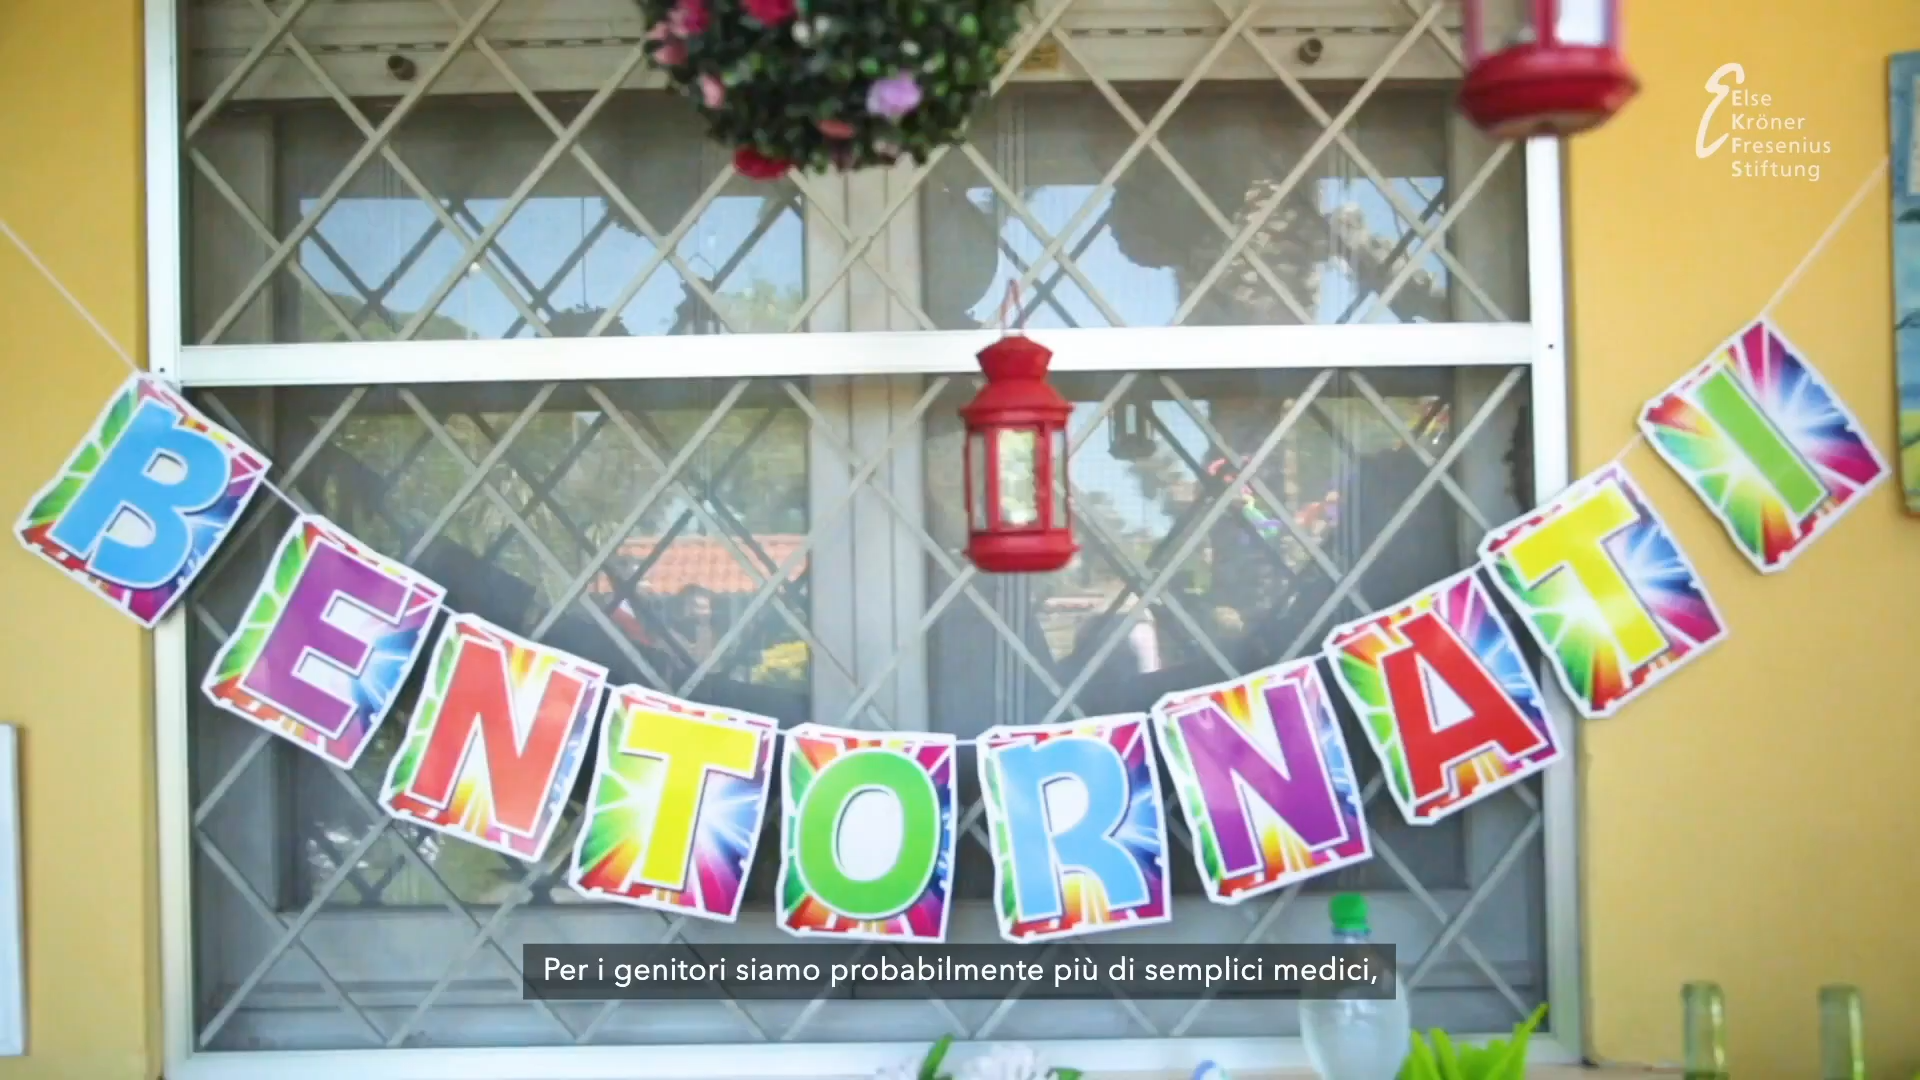 Else
Kröner
Fresenius
Stiftung
BENTORNATI
Per i genitori siamo probabilmente più di semplici medici,